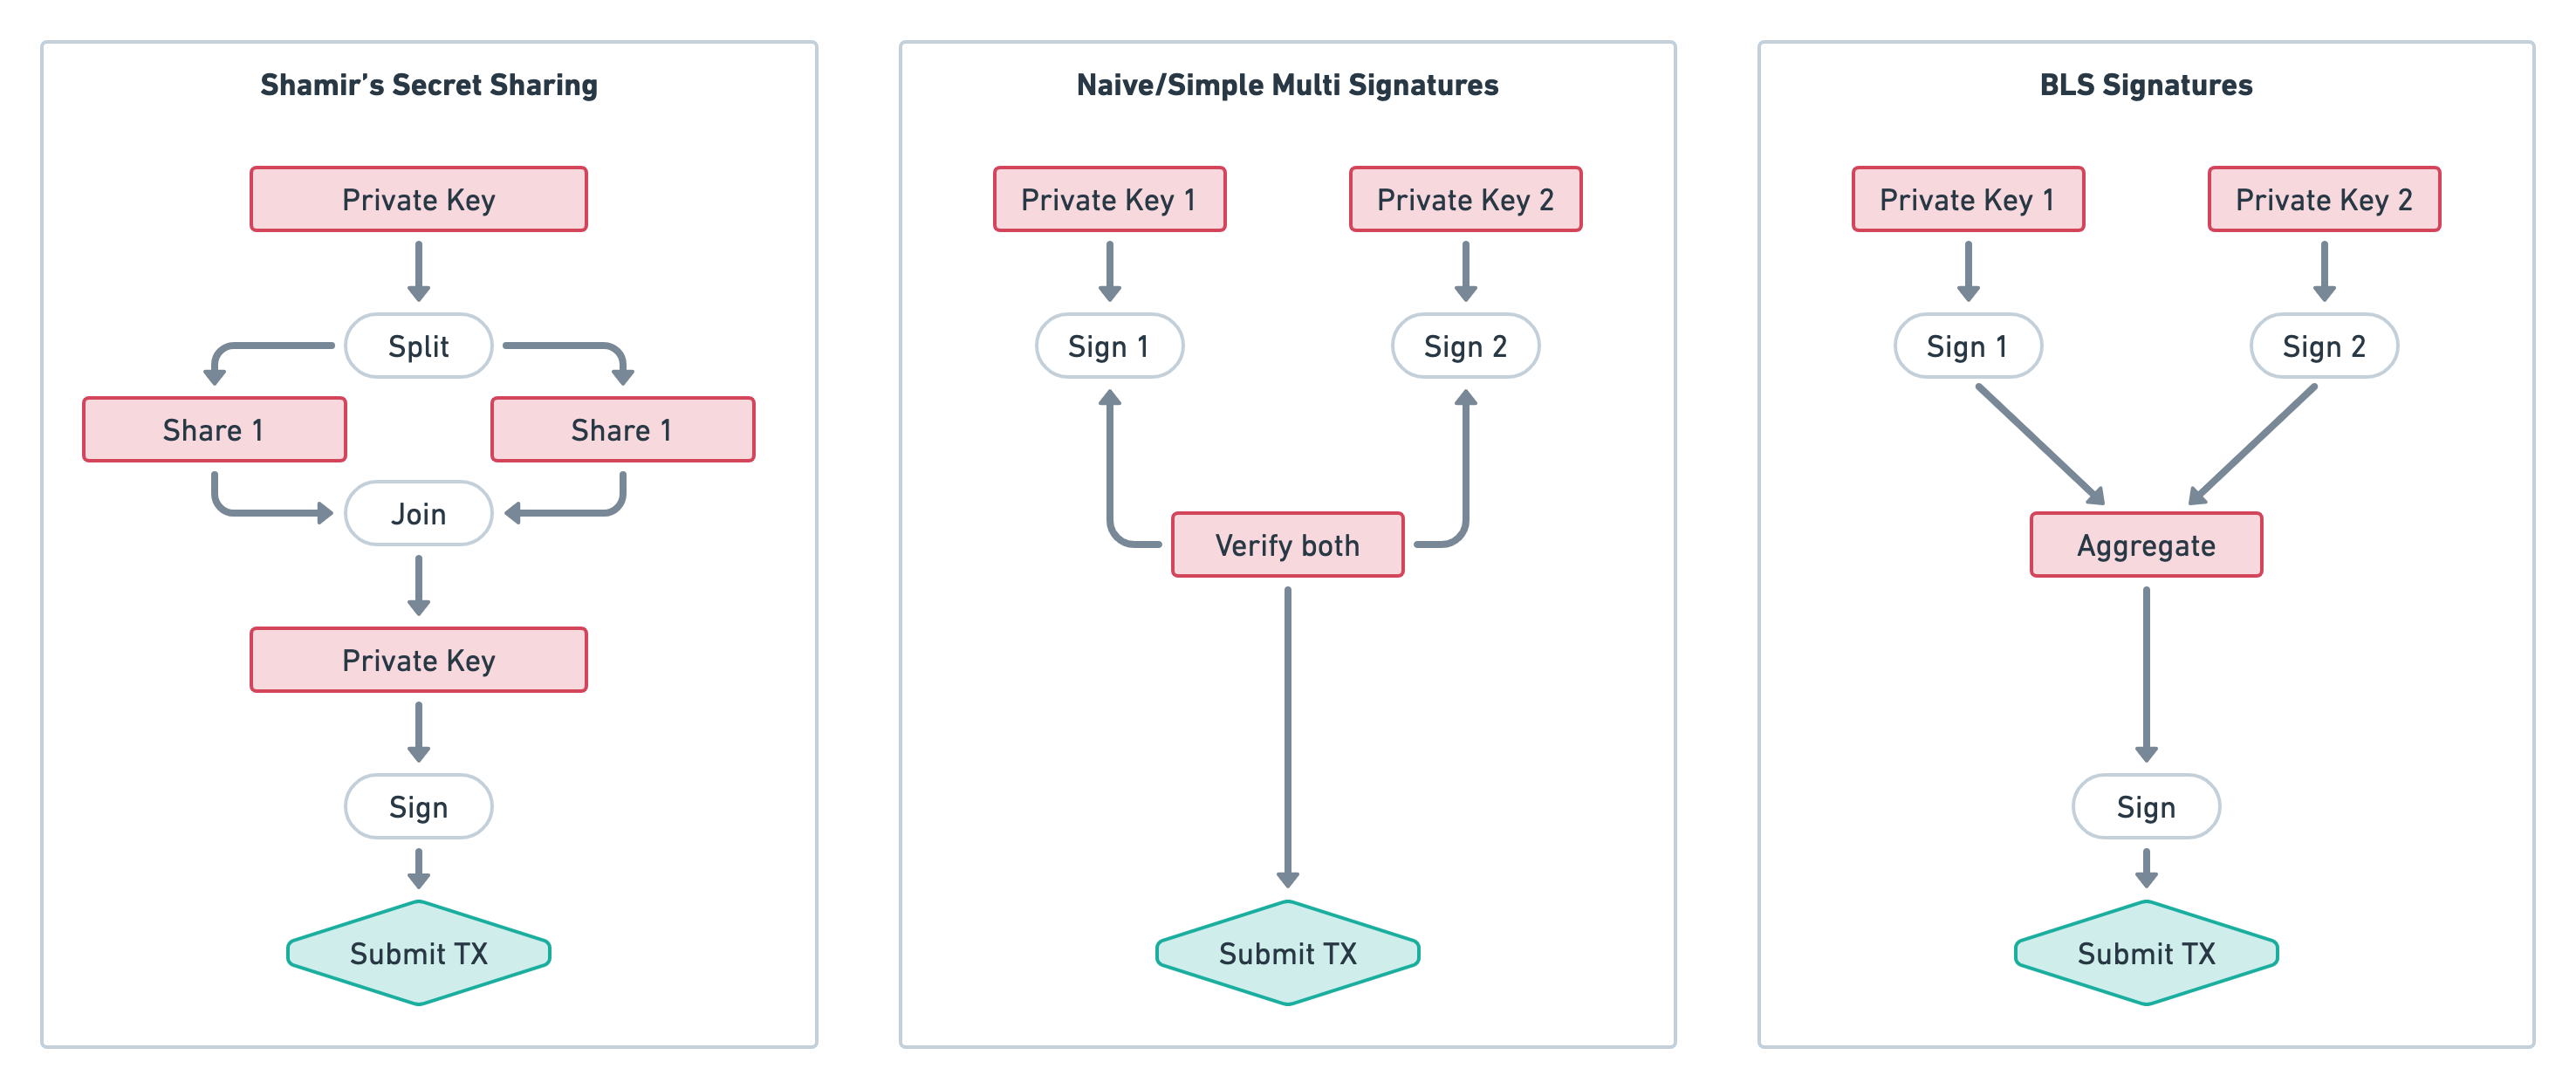 Shamir’s Secret Sharing
Private Key
Split
Share 1
Share 1
Join
Private Key
Sign
Submit TX
Naive/Simple Multi Signatures
Private Key 1
Private Key 2
Sign 1
Sign 2
Verify both
Submit TX
BLS Signatures
Private Key 1
Private Key 2
Sign 1
Sign 2
Aggregate
Sign
Submit TX